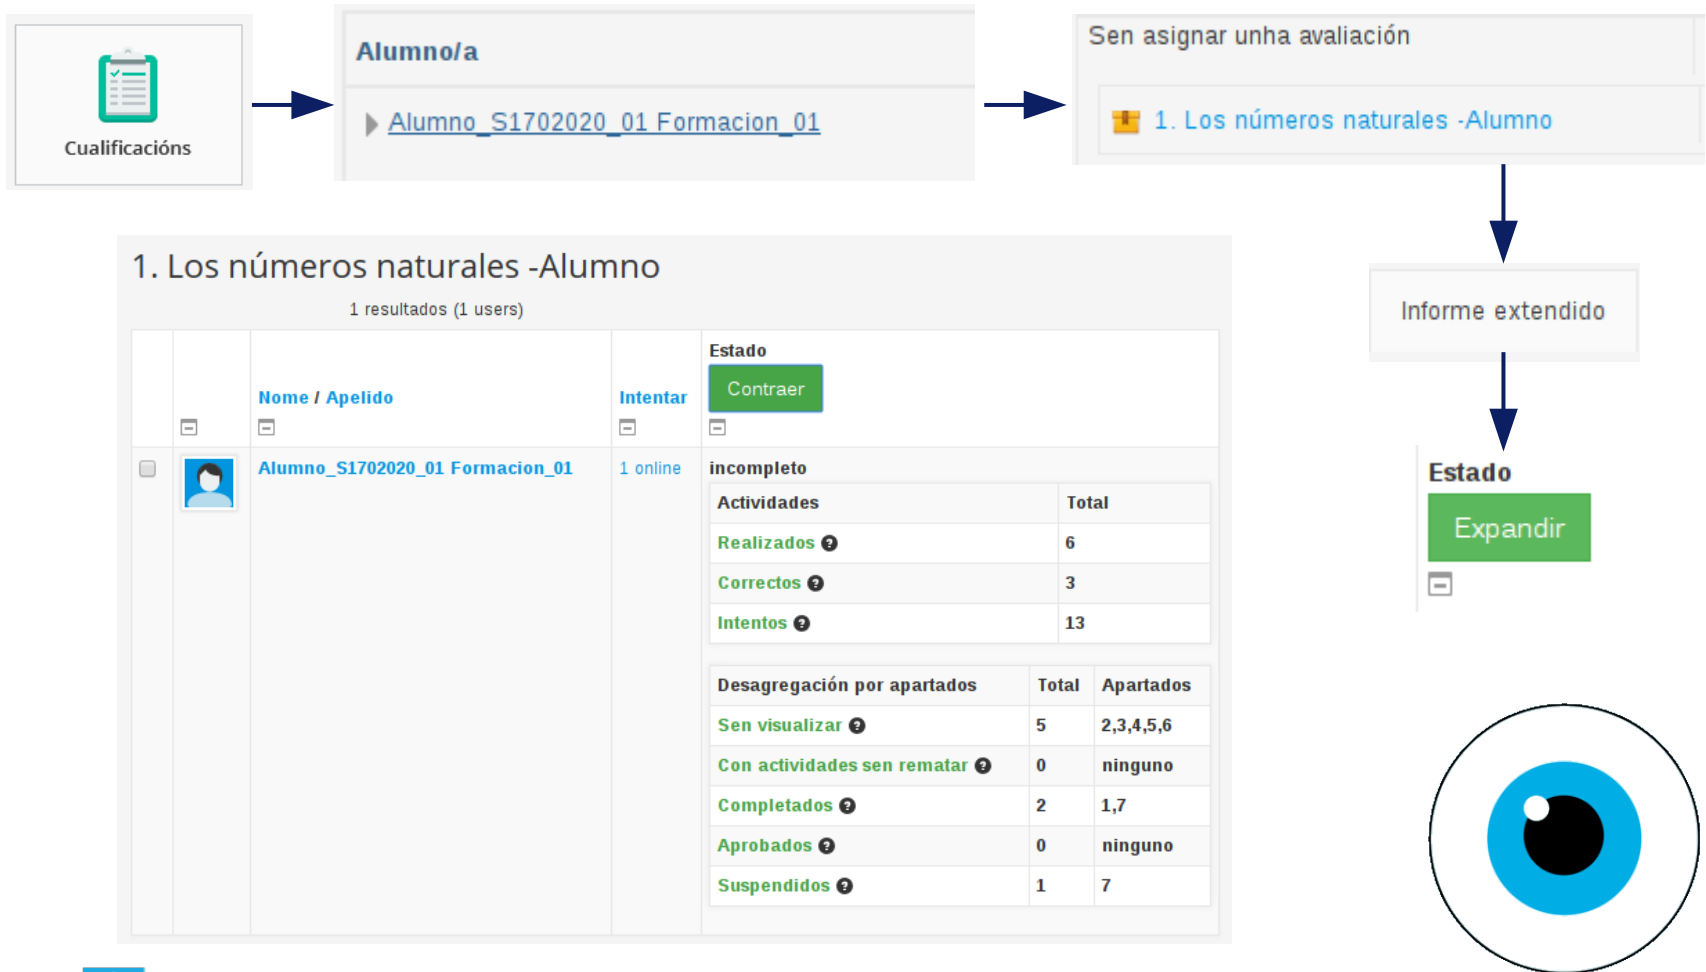 Cualificacións
Alumno/a
Alumno_S1702020_01 Formacion_01
Sen asignar unha avaliación
1. Los números naturales -Alumno
Informe extendido
Estado
Expandir
1. Los números naturales -Alumno
1 resultados (1 users)
Nome / Apelido
Intentar
Estado
Contraer
Alumno_S1702020_01 Formacion_01
1 online
incompleto
Actividades Total
Realizados 6
Correctos 3
Intentos 13
Desagregación por apartados Total Apartados
Sen visualizar 5 2,3,4,5,6
Con actividades sen rematar 0 ninguno
Completados 2 1,7
Aprobados 0 ninguno
Suspendidos 1 7